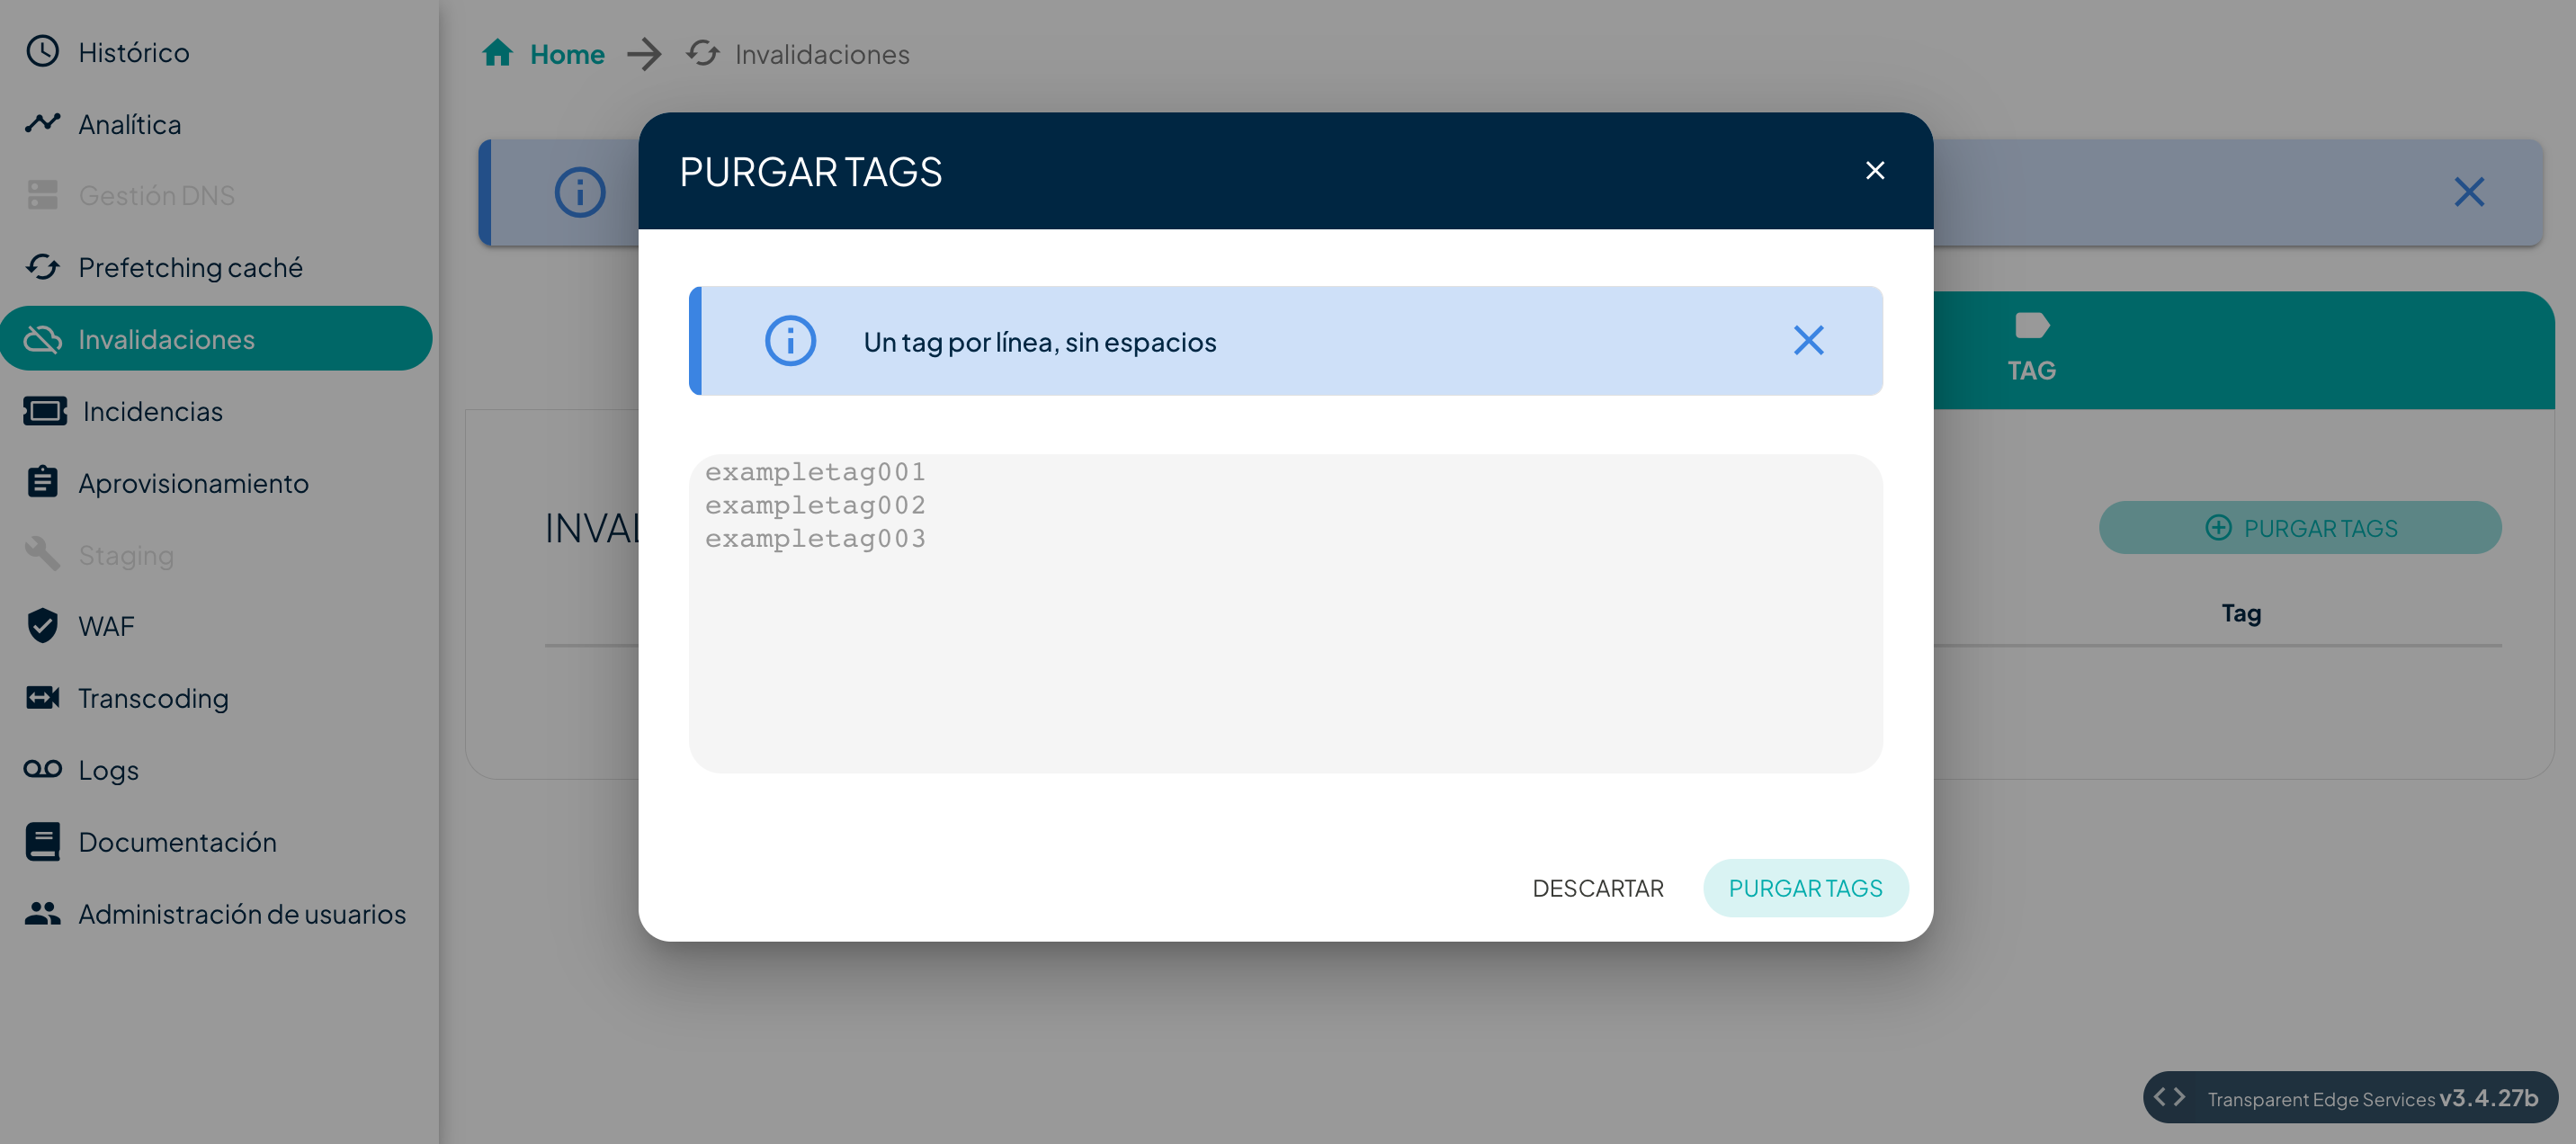 Histórico
Analítica
Gestión DNS
Prefetching caché
Invalidaciones
Incidencias
Aprovisionamiento
Staging
WAF
Transcoding
Logs
Documentación
Administración de usuarios
Home
Invalidaciones
PURGAR TAGS
Un tag por línea, sin espacios
exampletag001
exampletag002
exampletag003
DESCARTAR
PURGAR TAGS
TAG
INVAL
PURGAR TAGS
Tag
Transparent Edge Services v3.4.27b